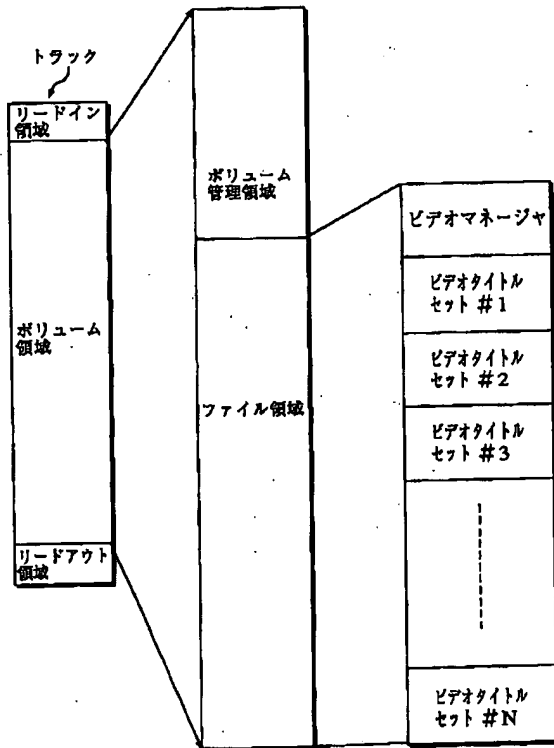 トラック
リードイン
領域
ボリューム
領域
リードアウト
領域
ボリューム
管理領域
ファイル領域
ビデオマネージャ
ビデオタイトル
セット #1
ビデオタイトル
セット #2
ビデオタイトル
セット #3
ビデオタイトル
セット #N